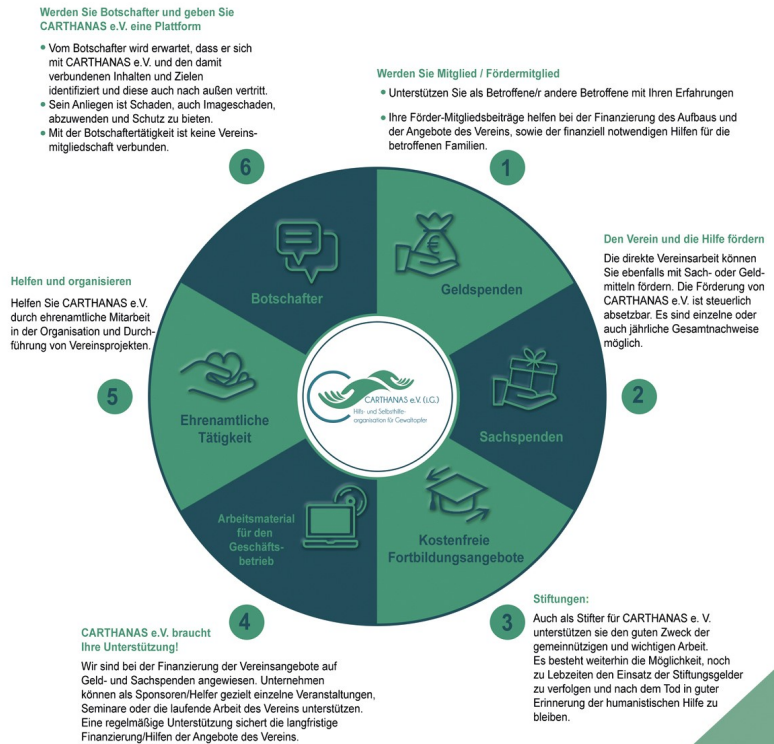 Werden Sie Botschafter und geben Sie
CARTHANAS e.V. eine Plattform
• Vom Botschafter wird erwartet, dass er sich
mit CARTHANAS e.V. und den damit
verbundenen Inhalten und Zielen
identifiziert und diese auch nach außen vertritt.
• Sein Anliegen ist Schaden, auch Imageschaden,
abzuwenden und Schutz zu bieten.
• Mit der Botschaftertätigkeit ist keine Vereins-
mitgliedschaft verbunden.
6
Werden Sie Mitglied / Fördermitglied
• Unterstützen Sie als Betroffene/r andere Betroffene mit Ihren Erfahrungen
• Ihre Förder-Mitgliedsbeiträge helfen bei der Finanzierung des Aufbaus und
der Angebote des Vereins, sowie der finanziell notwendigen Hilfen für die
betroffenen Familien.
1
Den Verein und die Hilfe fördern
Die direkte Vereinsarbeit können
Sie ebenfalls mit Sach- oder Geld-
mitteln fördern. Die Förderung von
CARTHANAS e.V. ist steuerlich
absetzbar. Es sind einzelne oder
auch jährliche Gesamtnachweise
möglich.
2
Helfen und organisieren
Helfen Sie CARTHANAS e.V.
durch ehrenamtliche Mitarbeit
in der Organisation und Durch-
führung von Vereinsprojekten.
5
Botschafter
€
Geldspenden
Ehrenamtliche
Tätigkeit
Sachspenden
CARTHANAS e.V. (i.G.)
Hilfs- und Selbsthilfe-
organisation für Gewaltopfer
Arbeitsmaterial
für den
Geschäfts-
betrieb
Kostenfreie
Fortbildungsangebote
4
CARTHANAS e.V. braucht
Ihre Unterstützung!
Wir sind bei der Finanzierung der Vereinsangebote auf
Geld- und Sachspenden angewiesen. Unternehmen
können als Sponsoren/Helfer gezielt einzelne Veranstaltungen,
Seminare oder die laufende Arbeit des Vereins unterstützen.
Eine regelmäßige Unterstützung sichert die langfristige
Finanzierung/Hilfen der Angebote des Vereins.
3
Stiftungen:
Auch als Stifter für CARTHANAS e. V.
unterstützen sie den guten Zweck der
gemeinnützigen und wichtigen Arbeit.
Es besteht weiterhin die Möglichkeit, noch
zu Lebzeiten den Einsatz der Stiftungsgelder
zu verfolgen und nach dem Tod in guter
Erinnerung der humanistischen Hilfe zu
bleiben.